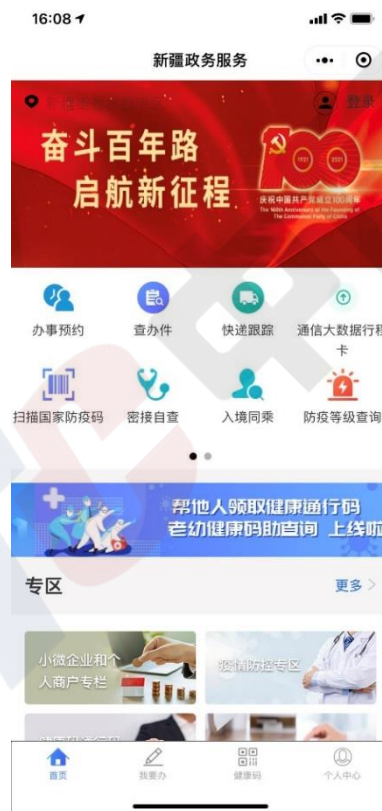 16:08
新疆政务服务
登录
奋斗百年路
启航新征程
100
1921 2021
庆祝中国共产党成立100周年
The 100th Anniversary of the Founding of
The Communist Party of China
办事预约
查办件
快递跟踪
通信大数据行程
卡
扫描国家防疫码
密接自查
入境同乘
防疫等级查询
帮他人领取健康通行码
老幼健康码助查询 上线啦
专区
更多
小微企业和个
人商户专栏
疫情防控专区
首页
我要办
健康码
个人中心